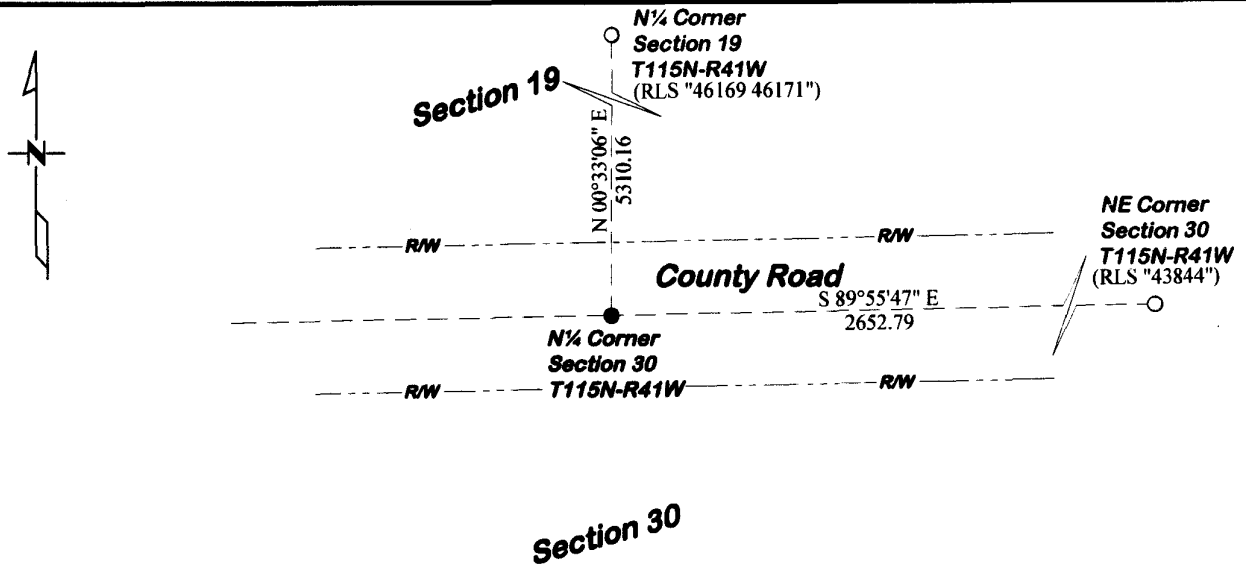 N¼ Corner
Section 19
T115N-R41W
(RLS "46169 46171")
Section 19
N
N 00°33'06" E
5310.16
NE Corner
Section 30
T115N-R41W
(RLS "43844")
R/W
R/W
County Road
S 89°55'47" E
2652.79
N¼ Corner
Section 30
T115N-R41W
R/W
R/W
Section 30